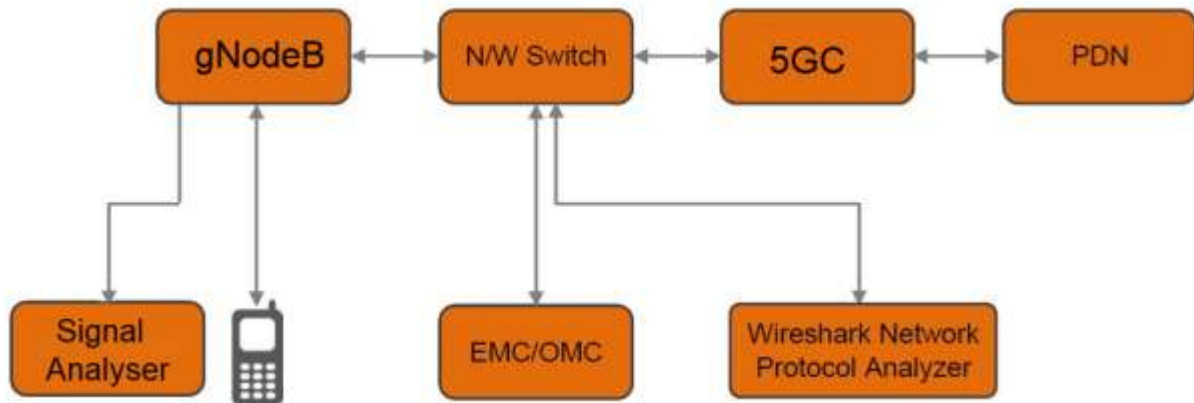 gNodeB
N/W Switch
5GC
PDN
Signal
Analyser
EMC/OMC
Wireshark Network
Protocol Analyzer